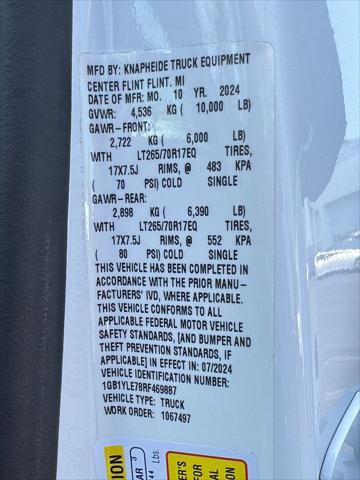 MFD BY: KNAPHEIDE TRUCK EQUIPMENT
CENTER FLINT FLINT. MI
DATE OF MFR: MO. 10 YR. 2024
GVWR: 4,536 KG ( 10,000 LB)
GAWR-FRONT:
2,722 KG ( 6,000 LB)
WITH LT265/70R17EQ TIRES,
17X7.5J RIMS, @ 483 KPA
( 70 PSI) COLD SINGLE
GAWR-REAR:
2,898 KG ( 6,390 LB)
WITH LT265/70R17EQ TIRES,
17X7.5J RIMS, @ 552 KPA
( 80 PSI) COLD SINGLE
THIS VEHICLE HAS BEEN COMPLETED IN
ACCORDANCE WITH THE PRIOR MANU-
FACTURERS' IVD, WHERE APPLICABLE.
THIS VEHICLE CONFORMS TO ALL
APPLICABLE FEDERAL MOTOR VEHICLE
SAFETY STANDARDS, [AND BUMPER AND
THEFT PREVENTION STANDARDS, IF
APPLICABLE] IN EFFECT IN: 07/2024
VEHICLE IDENTIFICATION NUMBER:
1GB1YLE78RF469887
VEHICLE TYPE: TRUCK
WORK ORDER: 1067497
Lbs.